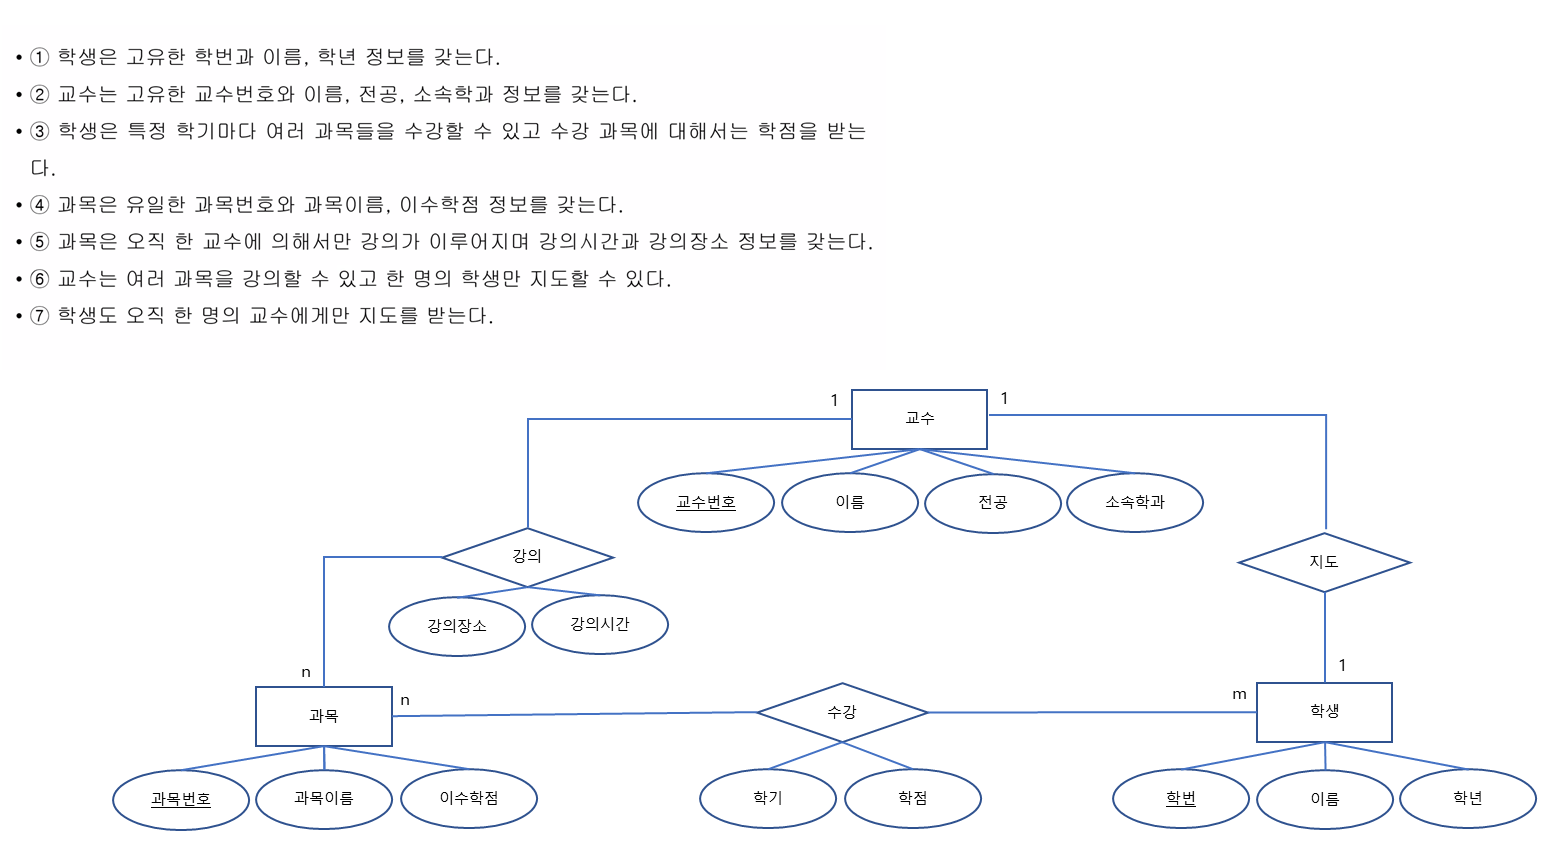 • ① 학생은 고유한 학번과 이름, 학년 정보를 갖는다.
• ② 교수는 고유한 교수번호와 이름, 전공, 소속학과 정보를 갖는다.
• ③ 학생은 특정 학기마다 여러 과목들을 수강할 수 있고 수강 과목에 대해서는 학점을 받는
다.
• ④ 과목은 유일한 과목번호와 과목이름, 이수학점 정보를 갖는다.
• ⑤ 과목은 오직 한 교수에 의해서만 강의가 이루어지며 강의시간과 강의장소 정보를 갖는다.
• ⑥ 교수는 여러 과목을 강의할 수 있고 한 명의 학생만 지도할 수 있다.
• ⑦ 학생도 오직 한 명의 교수에게만 지도를 받는다.
1
교수
1
교수번호
이름
전공
소속학과
강의
지도
강의장소
강의시간
n
1
과목
n
수강
m
학생
과목번호
과목이름
이수학점
학기
학점
학번
이름
학년